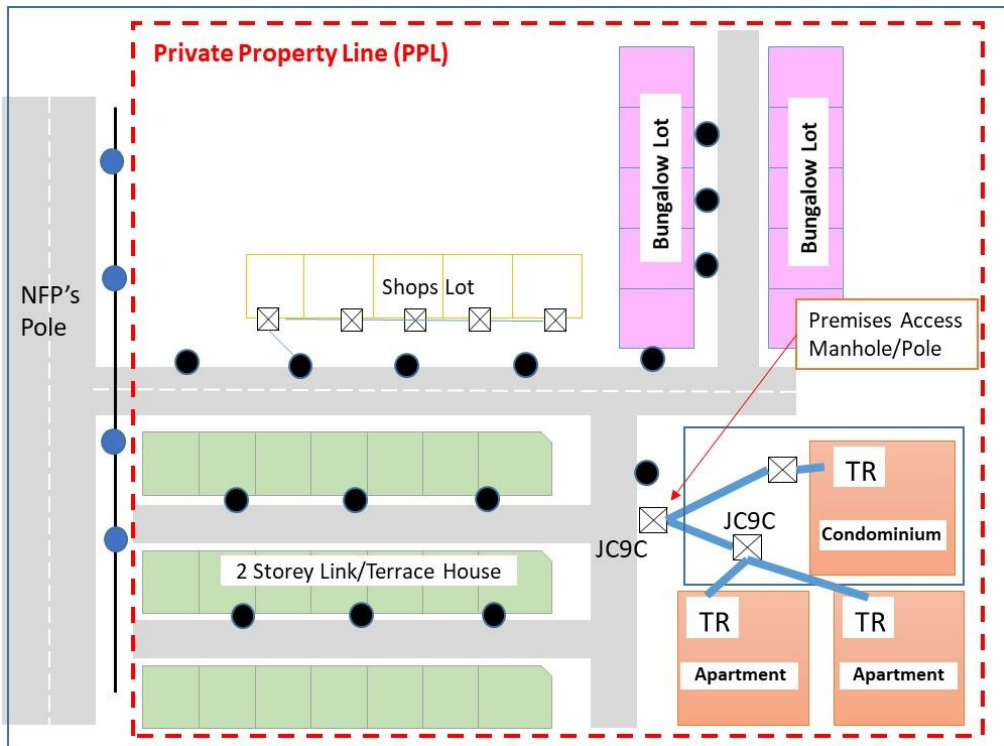 Private Property Line (PPL)
Bungalow Lot
Bungalow Lot
NFP's
Pole
Shops Lot
Premises Access
Manhole/Pole
TR
JC9C
Condominium
JC9C
2 Storey Link/Terrace House
TR
TR
Apartment
Apartment